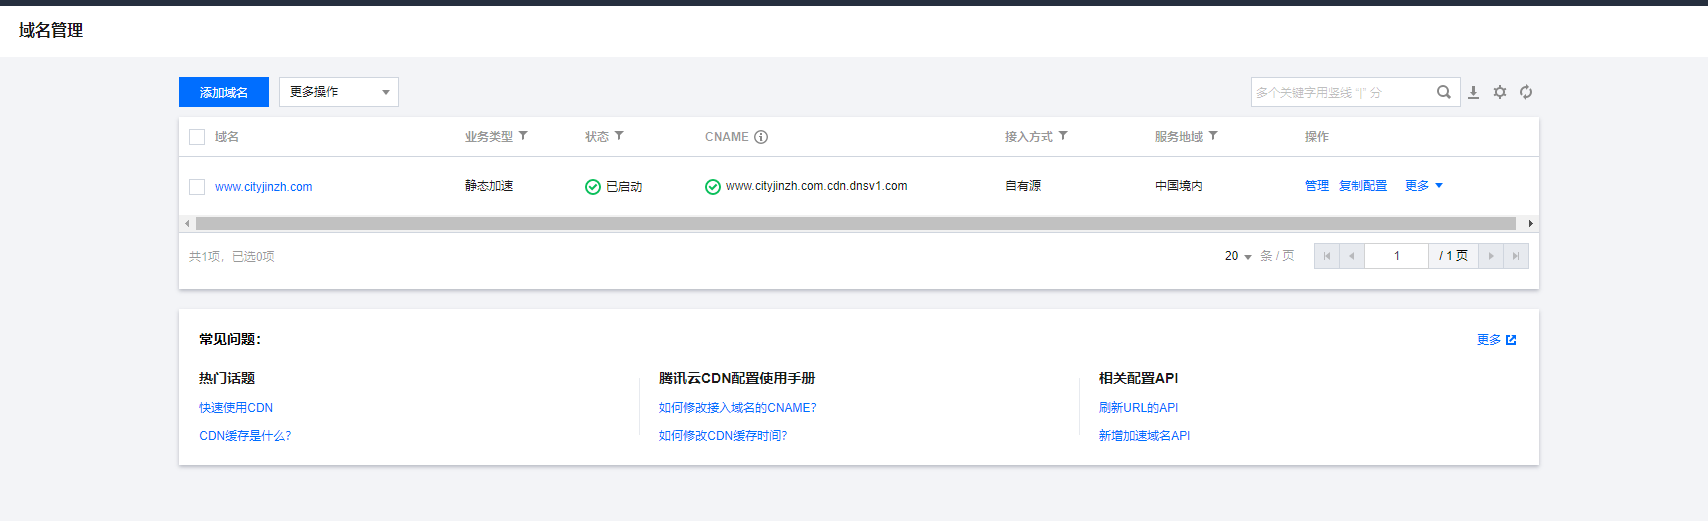 域名管理
添加域名 更多操作 多个关键字用竖线 "|" 分
域名 业务类型 状态 CNAME 接入方式 服务地域 操作
www.cityjinzh.com 静态加速 已启动 www.cityjinzh.com.cdn.dnsv1.com 自有源 中国境内 管理 复制配置 更多
共1项，已选0项 20 条 / 页 1 / 1 页
常见问题： 更多
热门话题 腾讯云CDN配置使用手册 相关配置API
快速使用CDN 如何修改接入域名的CNAME？ 刷新URL的API
CDN缓存是什么？ 如何修改CDN缓存时间？ 新增加速域名API